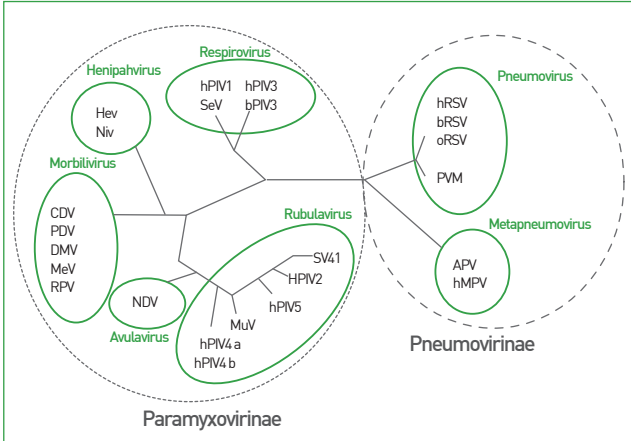 Respirovirus
hPIV1 hPIV3
SeV bPIV3
Henipahvirus
Hev
Niv
Morbilivirus
CDV
PDV
DMV
MeV
RPV
NDV
Avulavirus
Rubulavirus
SV41
HPIV2
hPIV5
MuV
hPIV4 a
hPIV4 b
Paramyxovirinae
Pneumovirus
hRSV
bRSV
oRSV
PVM
Metapneumovirus
APV
hMPV
Pneumovirinae